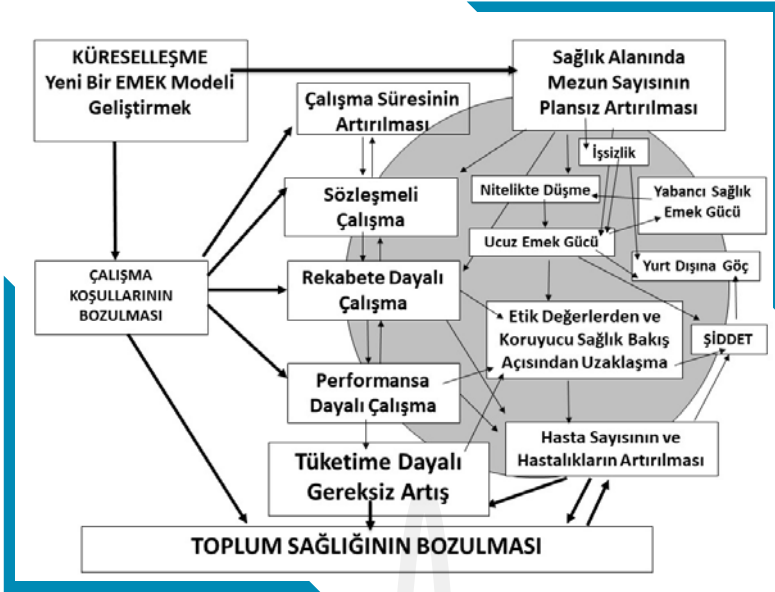 KÜRESELLEŞME
Yeni Bir EMEK Modeli
Geliştirmek
Sağlık Alanında
Mezun Sayısının
Plansız Artırılması
Çalışma Süresinin
Artırılması
İşsizlik
Sözleşmeli
Çalışma
Nitelikte Düşme
Yabancı Sağlık
Emek Gücü
Ucuz Emek Gücü
ÇALIŞMA
KOŞULLARININ
BOZULMASI
Rekabete Dayalı
Çalışma
Yurt Dışına Göç
Etik Değerlerden ve
Koruyucu Sağlık Bakış
Açısından Uzaklaşma
ŞİDDET
Performansa
Dayalı Çalışma
Hasta Sayısının ve
Hastalıkların Artırılması
Tüketime Dayalı
Gereksiz Artış
TOPLUM SAĞLIĞININ BOZULMASI